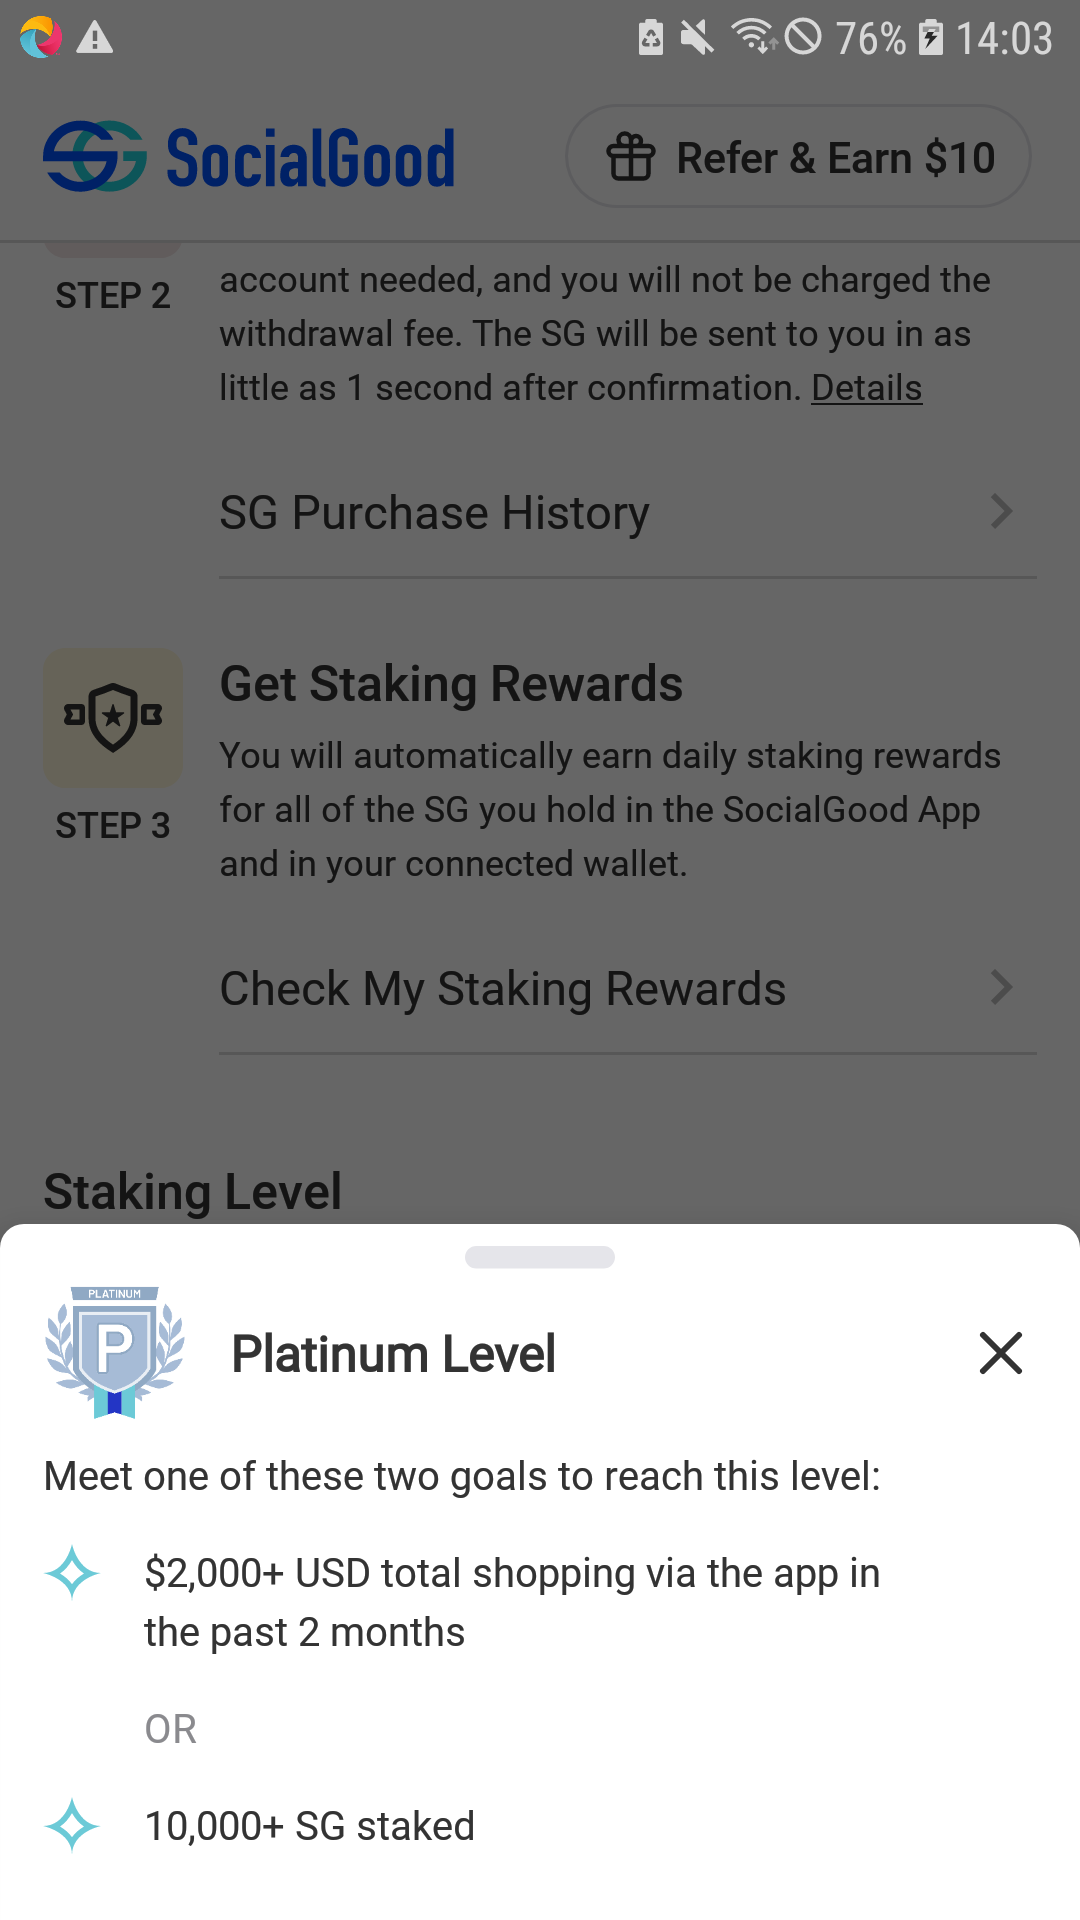 76% 14:03
SG SocialGood
Refer & Earn $10
account needed, and you will not be charged the
STEP 2
withdrawal fee. The SG will be sent to you in as
little as 1 second after confirmation. Details
SG Purchase History
Get Staking Rewards
You will automatically earn daily staking rewards
STEP 3
for all of the SG you hold in the SocialGood App
and in your connected wallet.
Check My Staking Rewards
Staking Level
PLATINUM
P
Platinum Level
Meet one of these two goals to reach this level:
$2,000+ USD total shopping via the app in
the past 2 months
OR
10,000+ SG staked